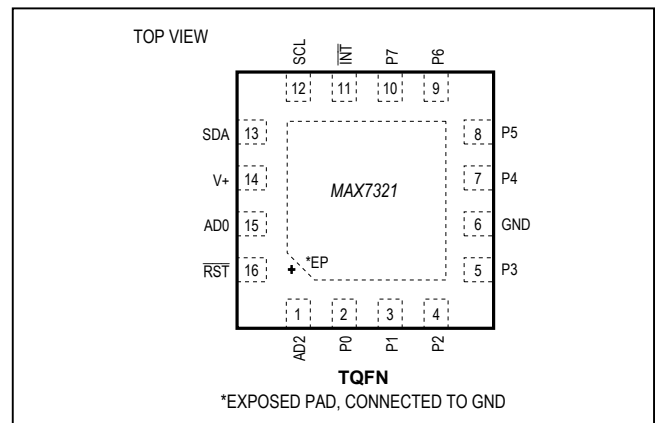 TOP VIEW
SCL
INT
P7
P6
12
11
10
9
SDA
13
8
P5
V+
14
MAX7321
7
P4
AD0
15
6
GND
RST
16
+
*EP
5
P3
1
2
3
4
AD2
P0
P1
P2
TQFN
*EXPOSED PAD, CONNECTED TO GND